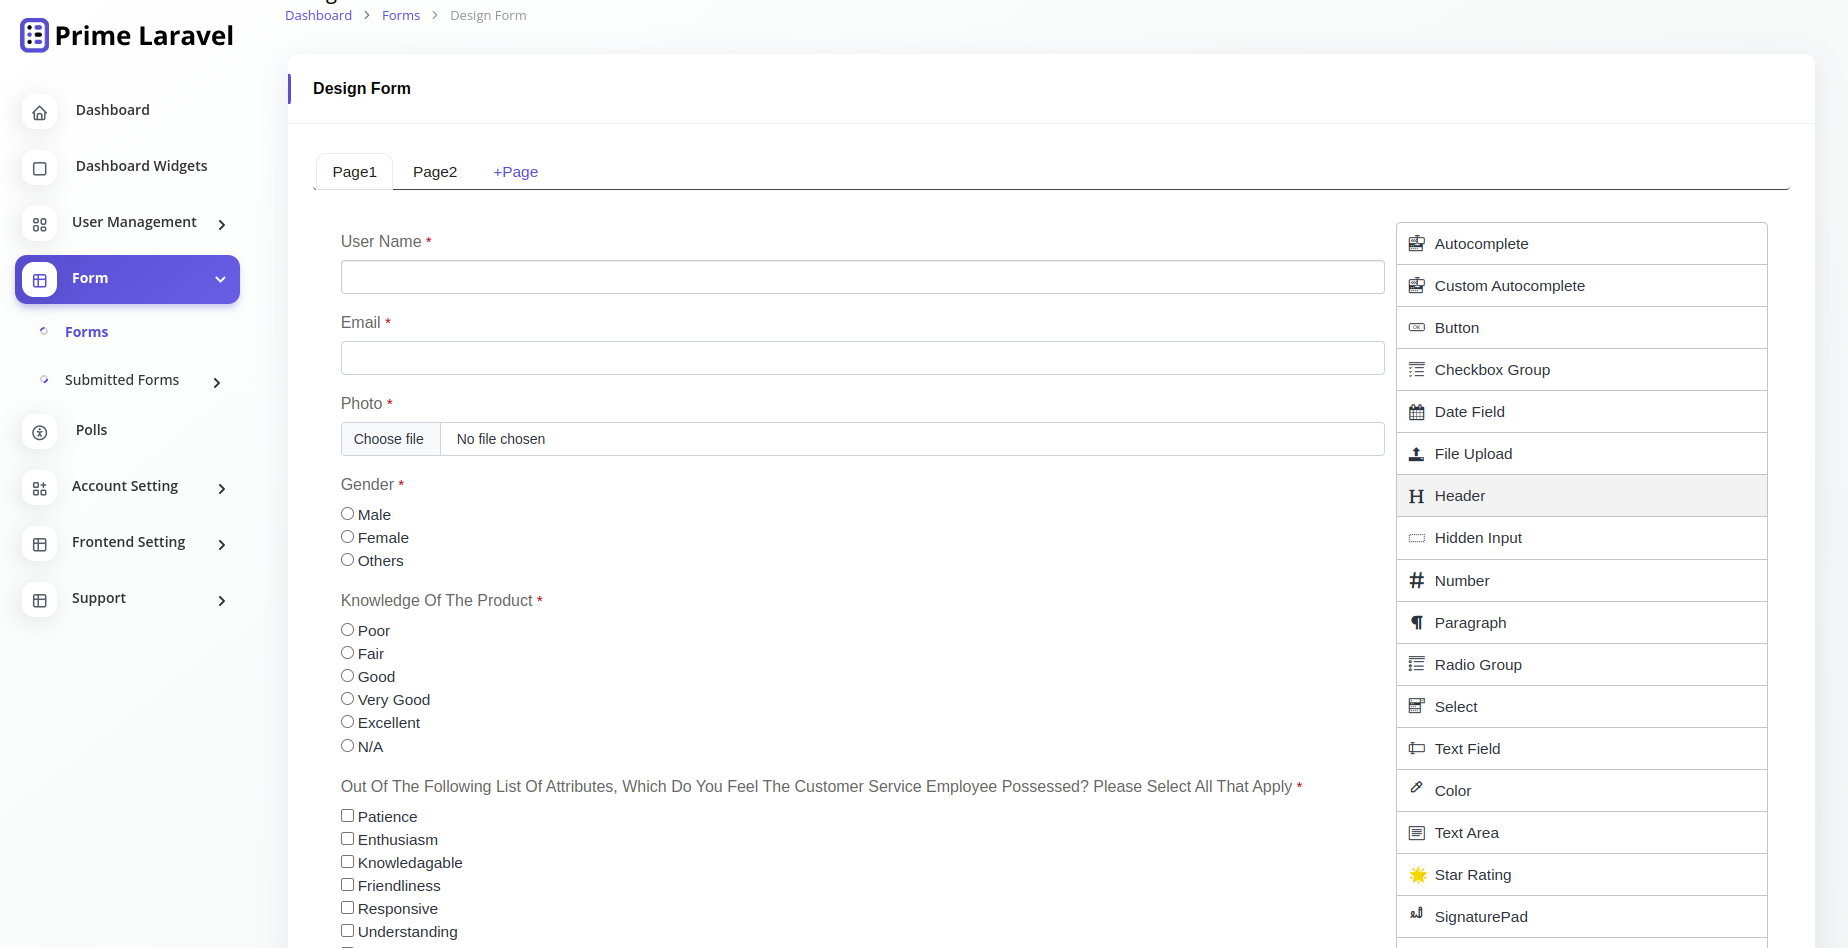 Prime Laravel
Dashboard
Dashboard Widgets
User Management
Form
Forms
Submitted Forms
Polls
Account Setting
Frontend Setting
Support
Dashboard > Forms > Design Form
Design Form
Page1 Page2 +Page
User Name *
Email *
Photo *
Choose file No file chosen
Gender *
Male
Female
Others
Knowledge Of The Product *
Poor
Fair
Good
Very Good
Excellent
N/A
Out Of The Following List Of Attributes, Which Do You Feel The Customer Service Employee Possessed? Please Select All That Apply *
Patience
Enthusiasm
Knowledagable
Friendliness
Responsive
Understanding
Autocomplete
Custom Autocomplete
Button
Checkbox Group
Date Field
File Upload
H Header
Hidden Input
# Number
¶ Paragraph
Radio Group
Select
Text Field
Color
Text Area
Star Rating
SignaturePad